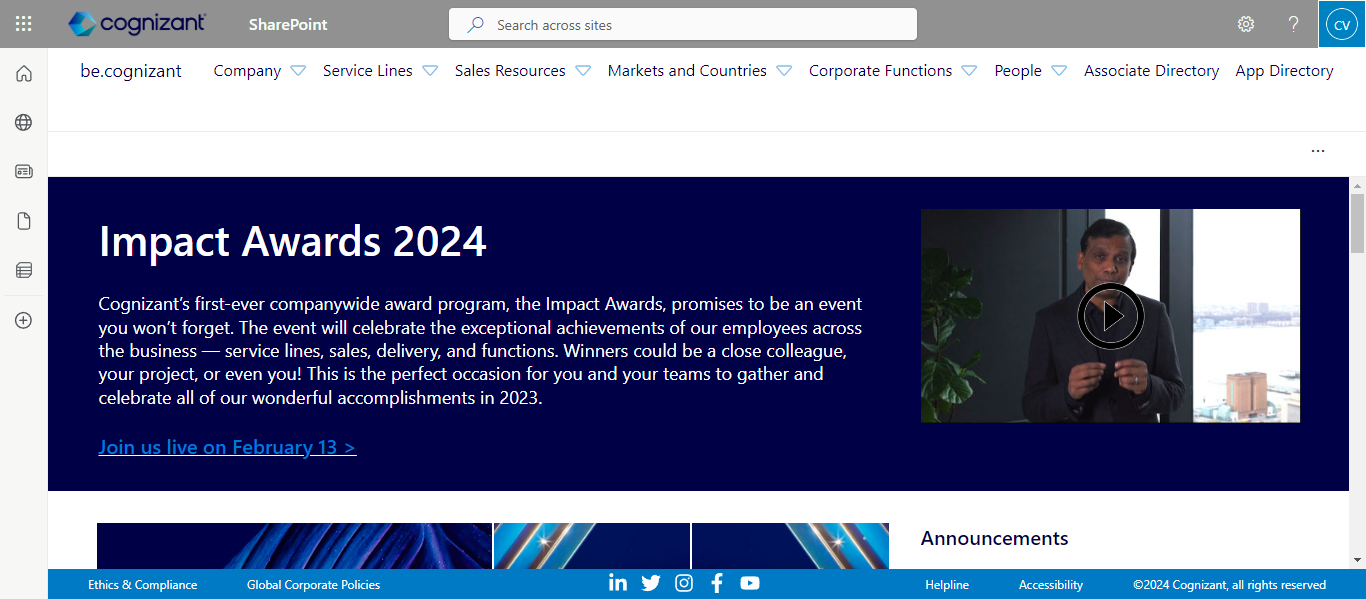 cognizant SharePoint Search across sites ? CV
be.cognizant Company Service Lines Sales Resources Markets and Countries Corporate Functions People Associate Directory App Directory
...
Impact Awards 2024
Cognizant’s first-ever companywide award program, the Impact Awards, promises to be an event
you won’t forget. The event will celebrate the exceptional achievements of our employees across
the business — service lines, sales, delivery, and functions. Winners could be a close colleague,
your project, or even you! This is the perfect occasion for you and your teams to gather and
celebrate all of our wonderful accomplishments in 2023.
Join us live on February 13 >
Announcements
Ethics & Compliance Global Corporate Policies in f Helpline Accessibility ©2024 Cognizant, all rights reserved